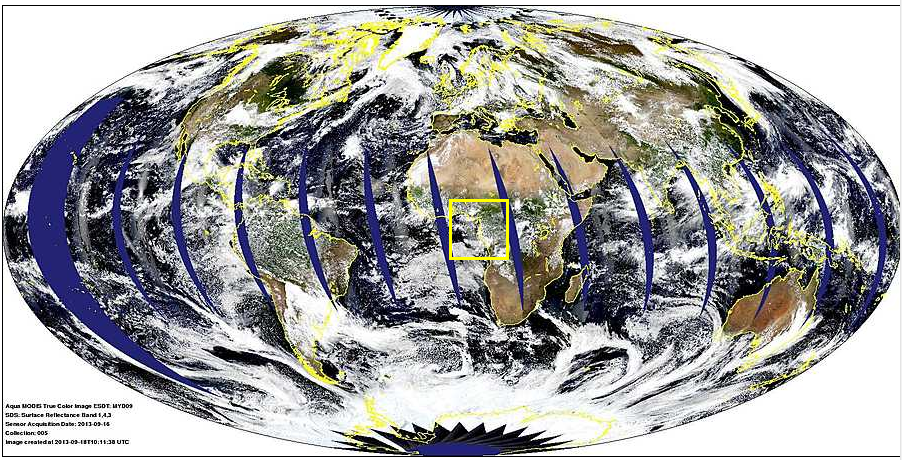 Aqua MODIS True Color Image ESDT: MYD09
SDS: Surface Reflectance Band 1,4,3
Sensor Acquisition Date: 2013-09-16
Collection: 005
Image created at 2013-09-18T10:11:38 UTC